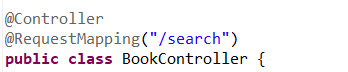 @Controller
@RequestMapping("/search")
public class BookController {